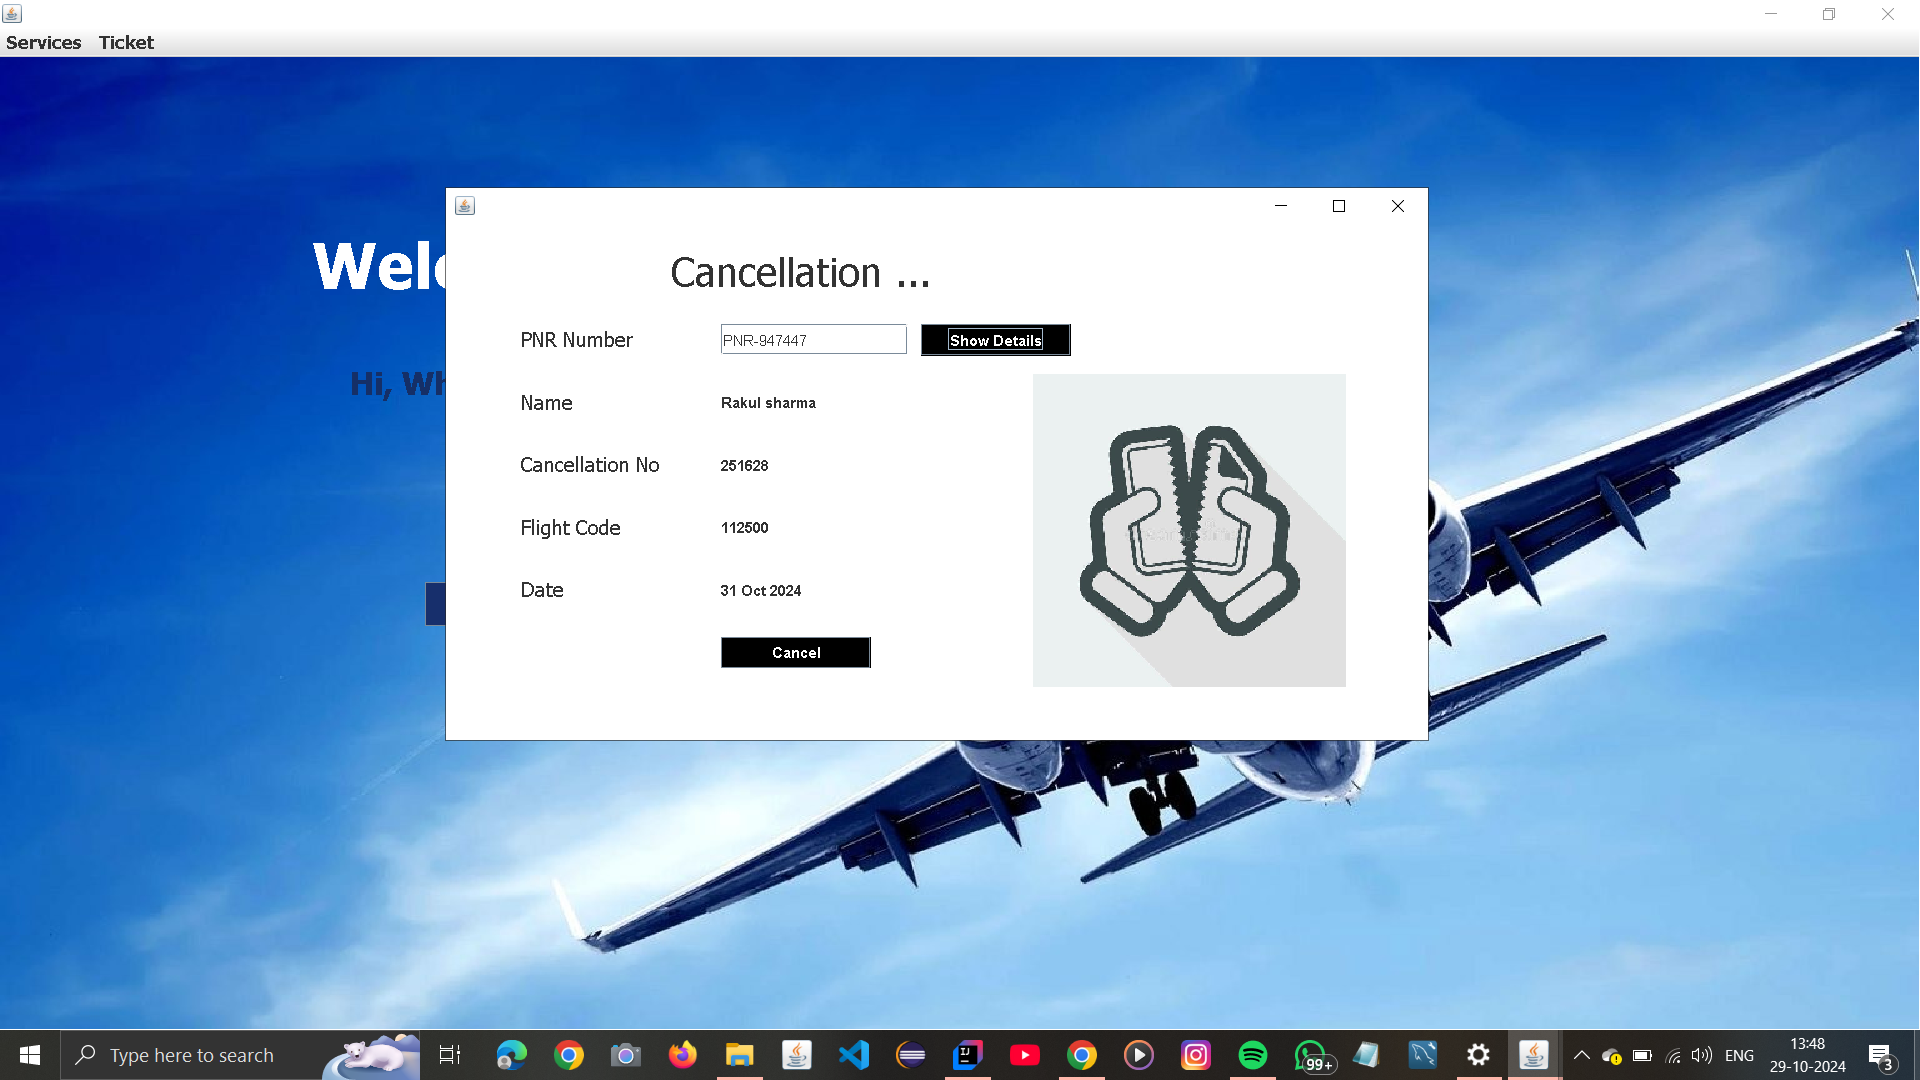 Services Ticket
Welc
Hi, Wh
Cancellation ...
PNR Number PNR-947447 Show Details
Name Rakul sharma
Cancellation No 251628
Flight Code 112500
Date 31 Oct 2024
Cancel
Type here to search
99+
ENG
13:48
29-10-2024
3